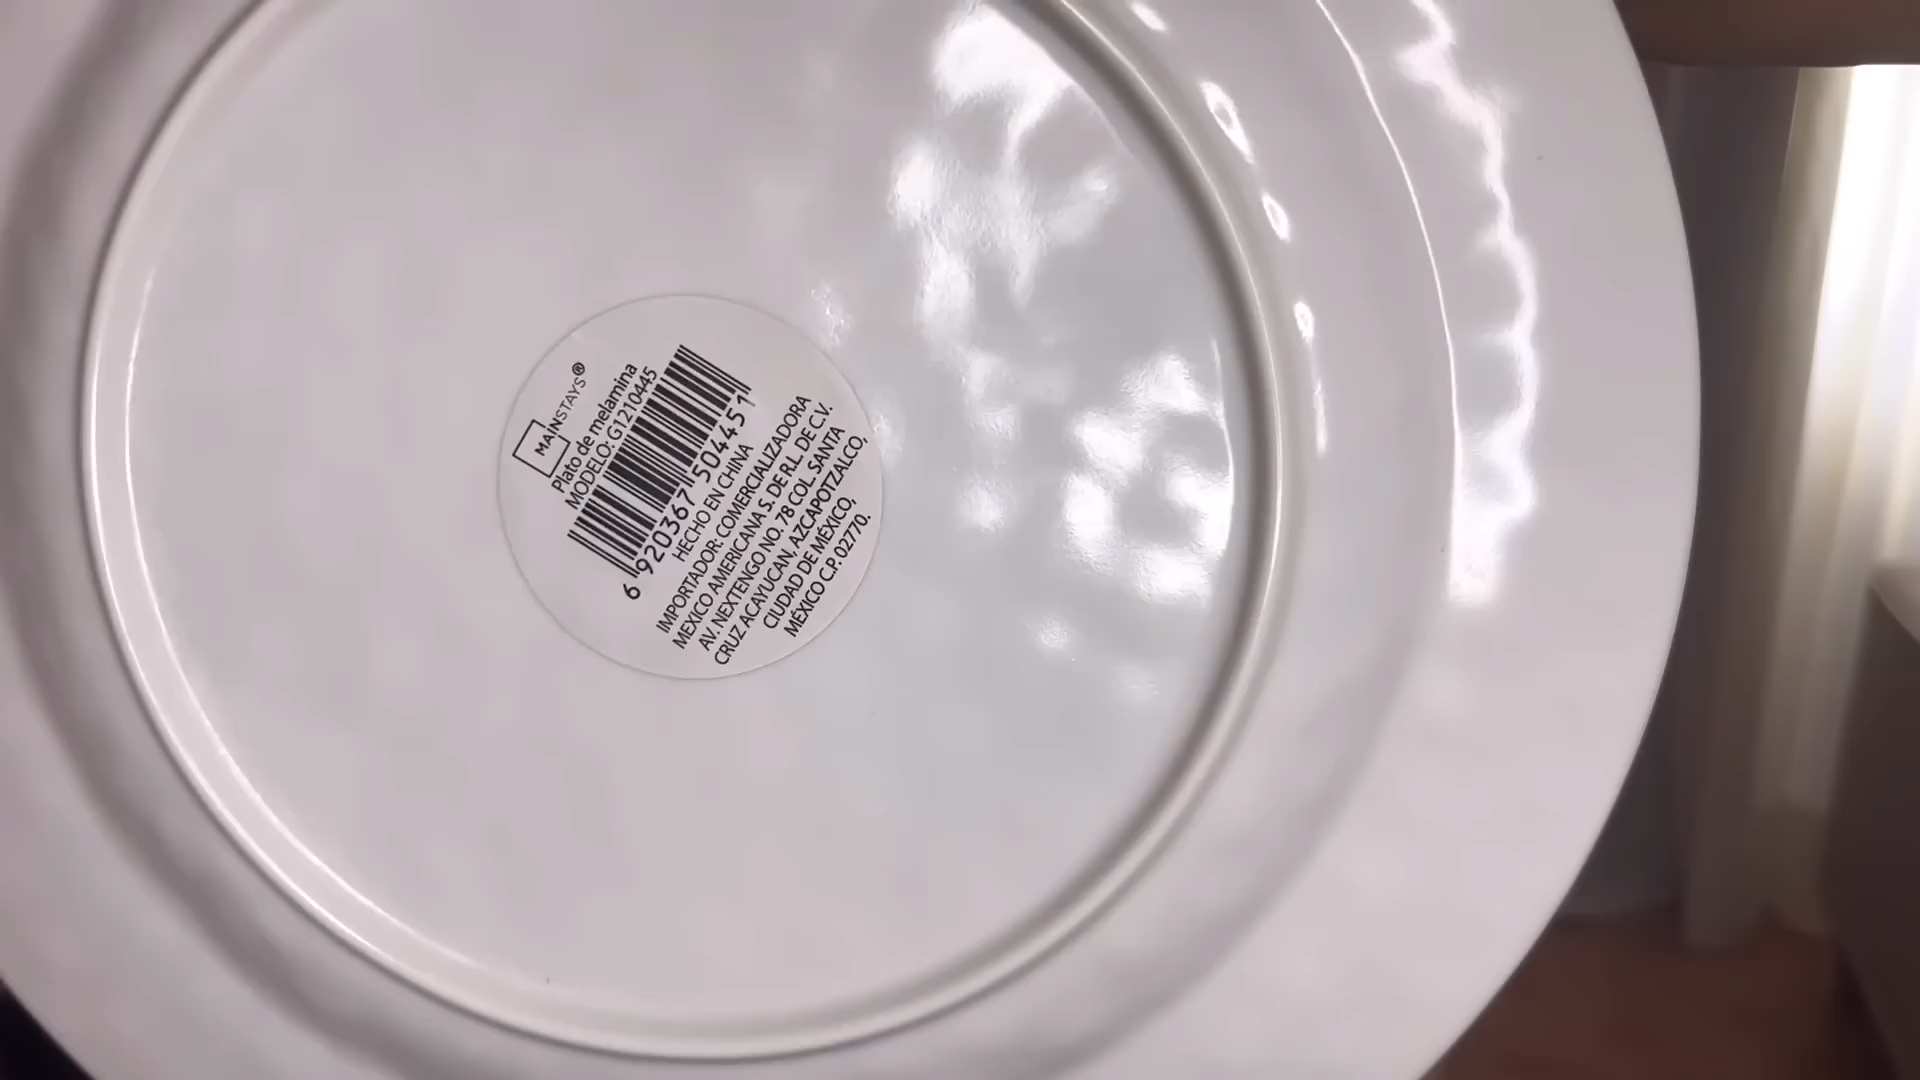 MAINSTAYS®
Plato de melamina
MODELO: G1210445
6 920367 504451
HECHO EN CHINA
IMPORTADOR: COMERCIALIZADORA
MEXICO AMERICANA S. DE R.L. DE C.V.
AV. NEXTENGO NO. 78 COL. SANTA
CRUZ ACAYUCAN, AZCAPOTZALCO,
CIUDAD DE MÉXICO,
MÉXICO C.P. 02770.